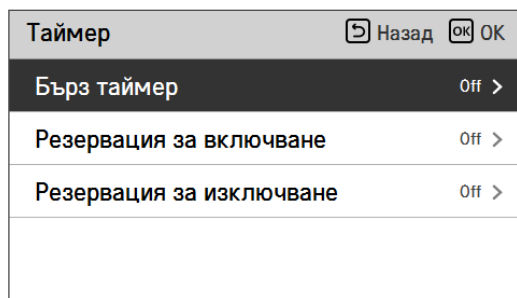 Таймер Назад OK OK
Бърз таймер Off >
Резервация за включване Off >
Резервация за изключване Off >